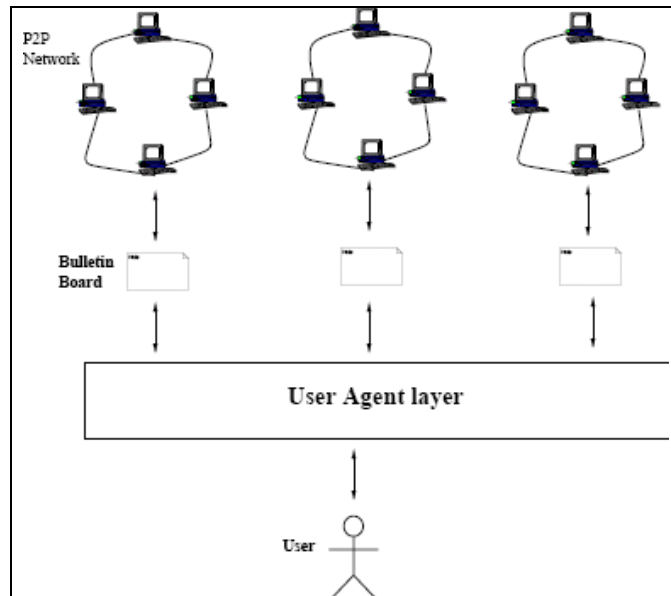 P2P
Network
Bulletin
Board
User Agent layer
User